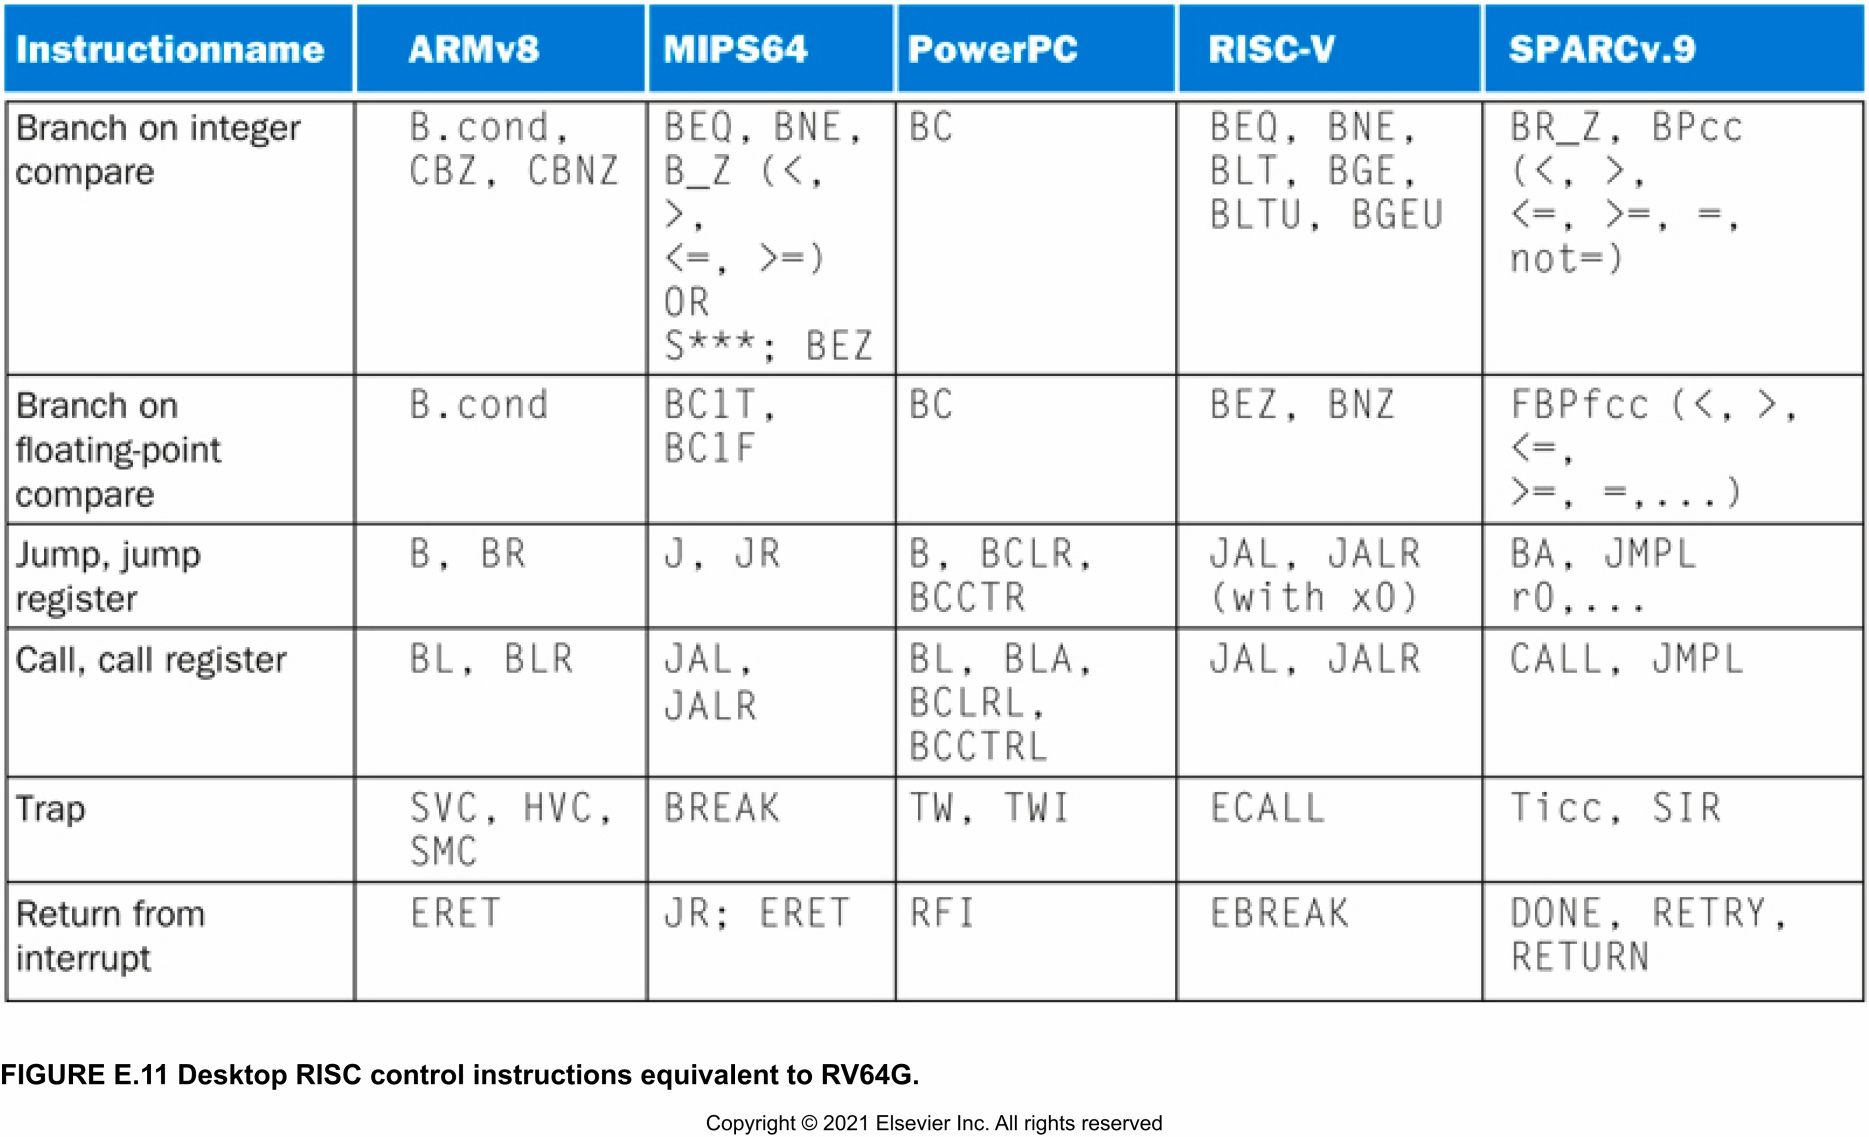 Instructionname ARMv8 MIPS64 PowerPC RISC-V SPARCv.9
Branch on integer
compare
B.cond,
CBZ, CBNZ
BEQ, BNE,
B_Z (<,
>,
<=, >=)
OR
S***; BEZ
BC
BEQ, BNE,
BLT, BGE,
BLTU, BGEU
BR_Z, BPcc
(<, >,
<=, >=, =,
not=)
Branch on
floating-point
compare
B.cond
BC1T,
BC1F
BC
BEZ, BNZ
FBPfcc (<, >,
<=,
>=, =,...)
Jump, jump
register
B, BR
J, JR
B, BCLR,
BCCTR
JAL, JALR
(with x0)
BA, JMPL
r0,...
Call, call register
BL, BLR
JAL,
JALR
BL, BLA,
BCLRL,
BCCTRL
JAL, JALR
CALL, JMPL
Trap
SVC, HVC,
SMC
BREAK
TW, TWI
ECALL
Ticc, SIR
Return from
interrupt
ERET
JR; ERET
RFI
EBREAK
DONE, RETRY,
RETURN
FIGURE E.11 Desktop RISC control instructions equivalent to RV64G.
Copyright © 2021 Elsevier Inc. All rights reserved